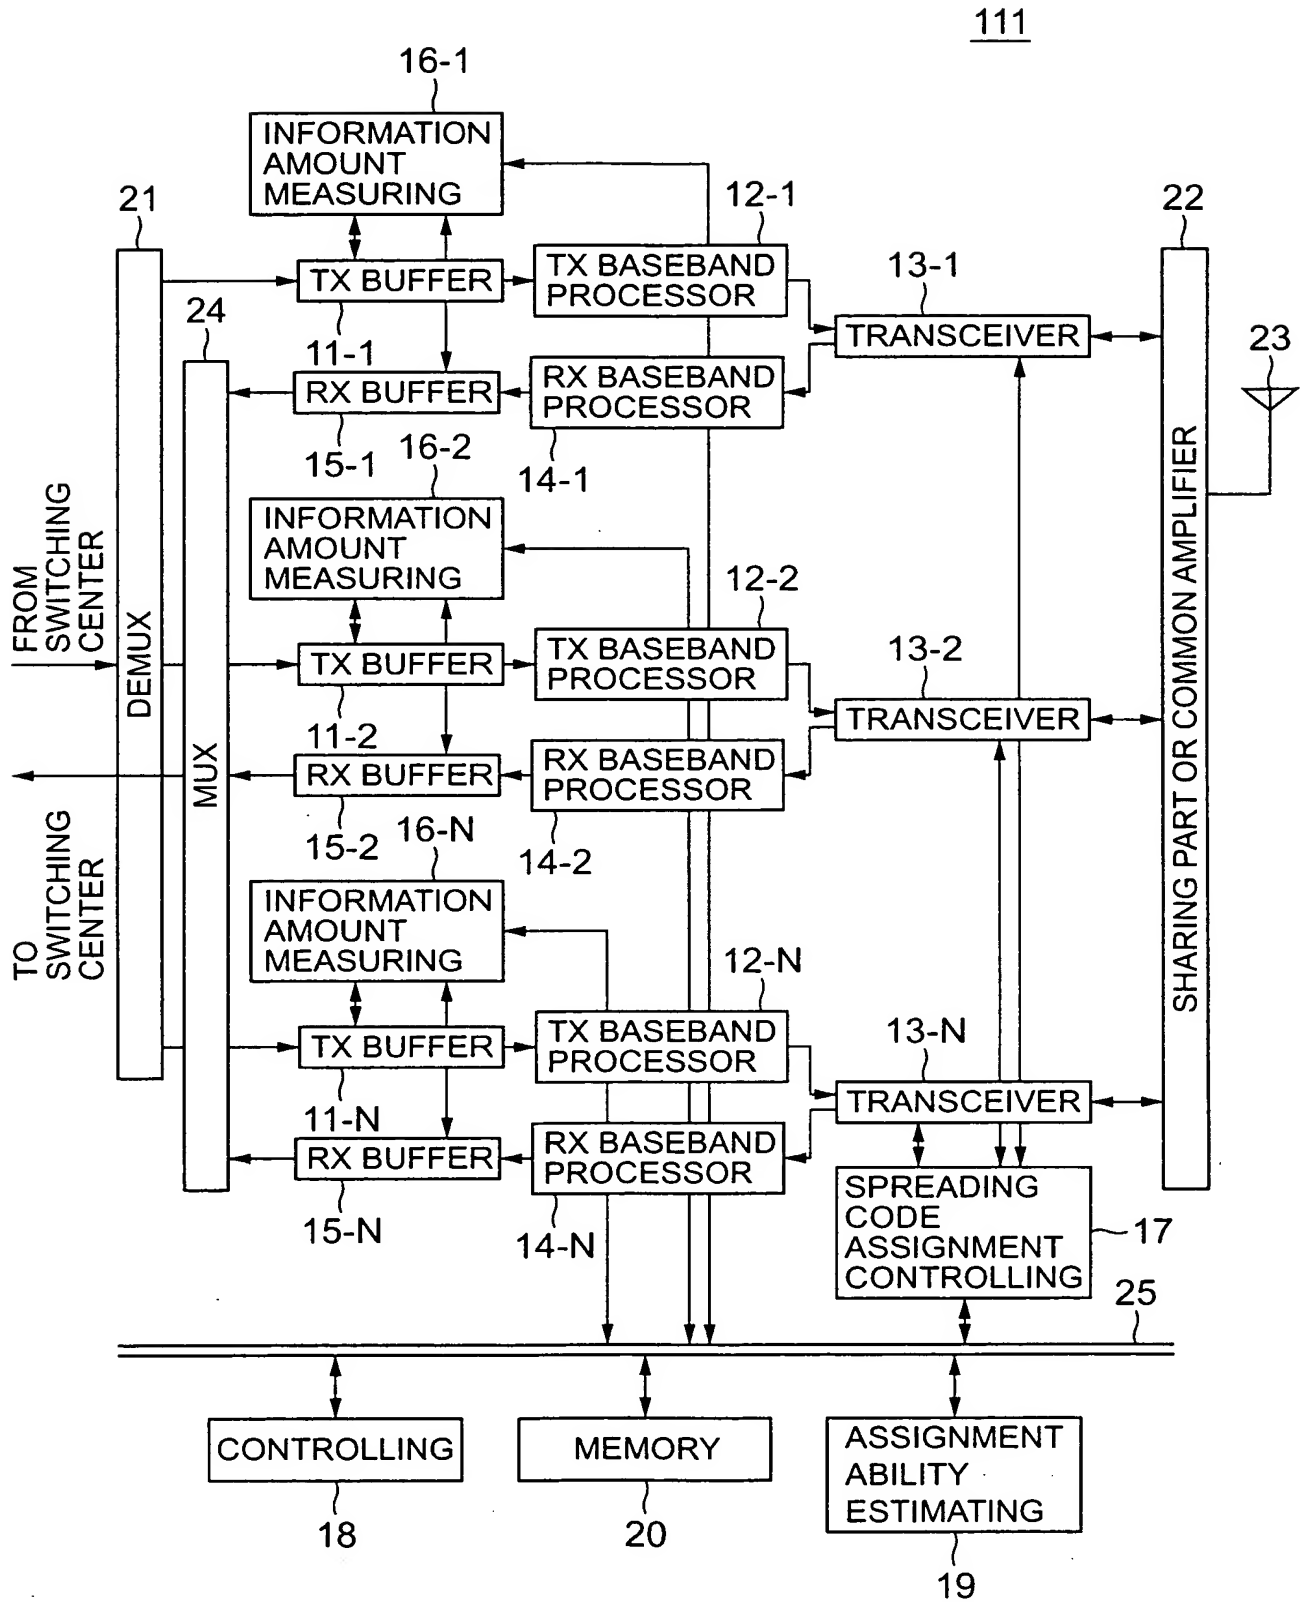 111
16-1
INFORMATION
AMOUNT
MEASURING
21
12-1
22
TX BUFFER
TX BASEBAND
PROCESSOR
13-1
24
11-1
TRANSCEIVER
23
RX BUFFER
RX BASEBAND
PROCESSOR
15-1
16-2
14-1
INFORMATION
AMOUNT
MEASURING
FROM
SWITCHING
CENTER
DEMUX
12-2
TX BUFFER
TX BASEBAND
PROCESSOR
13-2
11-2
TRANSCEIVER
MUX
RX BUFFER
RX BASEBAND
PROCESSOR
SHARING PART OR COMMON AMPLIFIER
15-2
16-N
14-2
TO
SWITCHING
CENTER
INFORMATION
AMOUNT
MEASURING
12-N
TX BUFFER
TX BASEBAND
PROCESSOR
13-N
11-N
TRANSCEIVER
RX BUFFER
RX BASEBAND
PROCESSOR
15-N
14-N
SPREADING
CODE
ASSIGNMENT
CONTROLLING
17
25
CONTROLLING
MEMORY
ASSIGNMENT
ABILITY
ESTIMATING
18
20
19